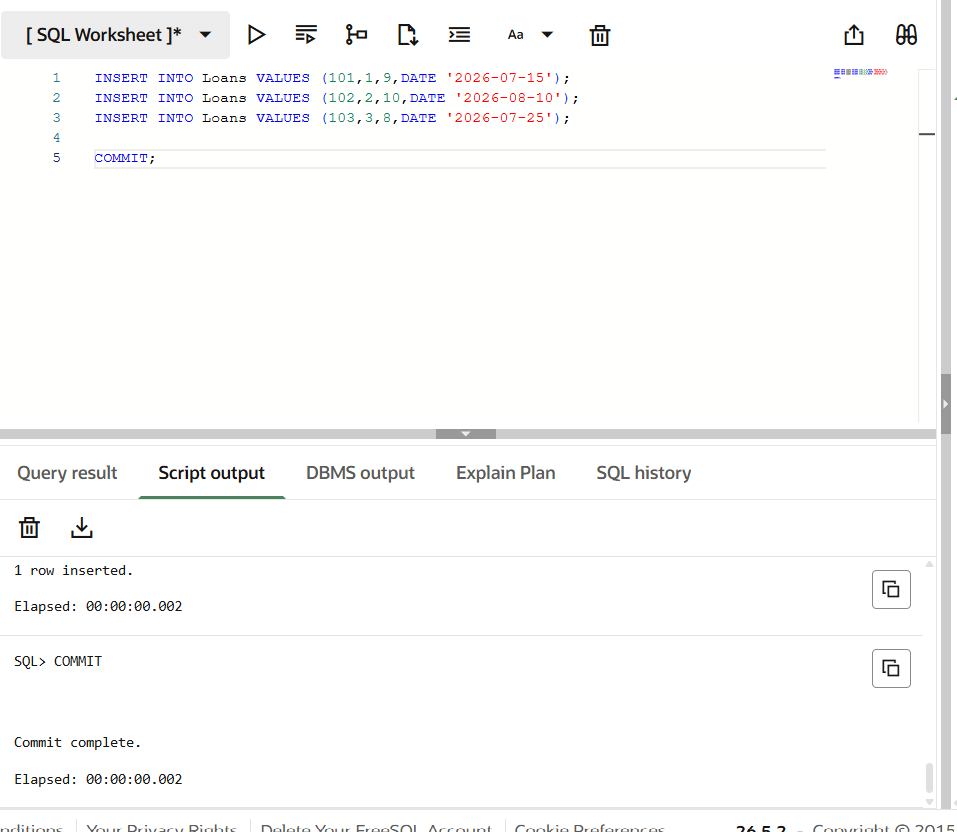 [ SQL Worksheet ]*
Aa
1 INSERT INTO Loans VALUES (101,1,9,DATE '2026-07-15');
2 INSERT INTO Loans VALUES (102,2,10,DATE '2026-08-10');
3 INSERT INTO Loans VALUES (103,3,8,DATE '2026-07-25');
4
5 COMMIT;
Query result Script output DBMS output Explain Plan SQL history
1 row inserted.
Elapsed: 00:00:00.002
SQL> COMMIT
Commit complete.
Elapsed: 00:00:00.002
nditions Your Privacy Rights Delete Your FreeSQL Account Cookie Preferences 26.5.2 - Copyright © 2015